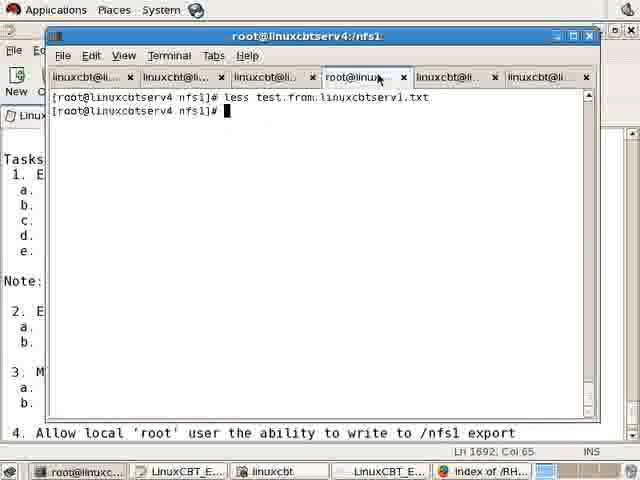 Applications Places System
root@linuxcbtserv4:/nfs1
File Edit View Terminal Tabs Help
linuxcbt@li... linuxcbt@li... linuxcbt@li... root@linux... linuxcbt@li... linuxcbt@li...
[root@linuxcbtserv4 nfs1]# less test.from.linuxcbtserv1.txt
[root@linuxcbtserv4 nfs1]#
File Ed
New O
Linux
Tasks
1. E
a.
b.
c.
d.
e.
Note:
2. E
a.
b.
3. M
a.
b.
4. Allow local 'root' user the ability to write to /nfs1 export
Ln 1692, Col 65 INS
root@linuxc... LinuxCBT_E... linuxcbt LinuxCBT_E... Index of /RH...